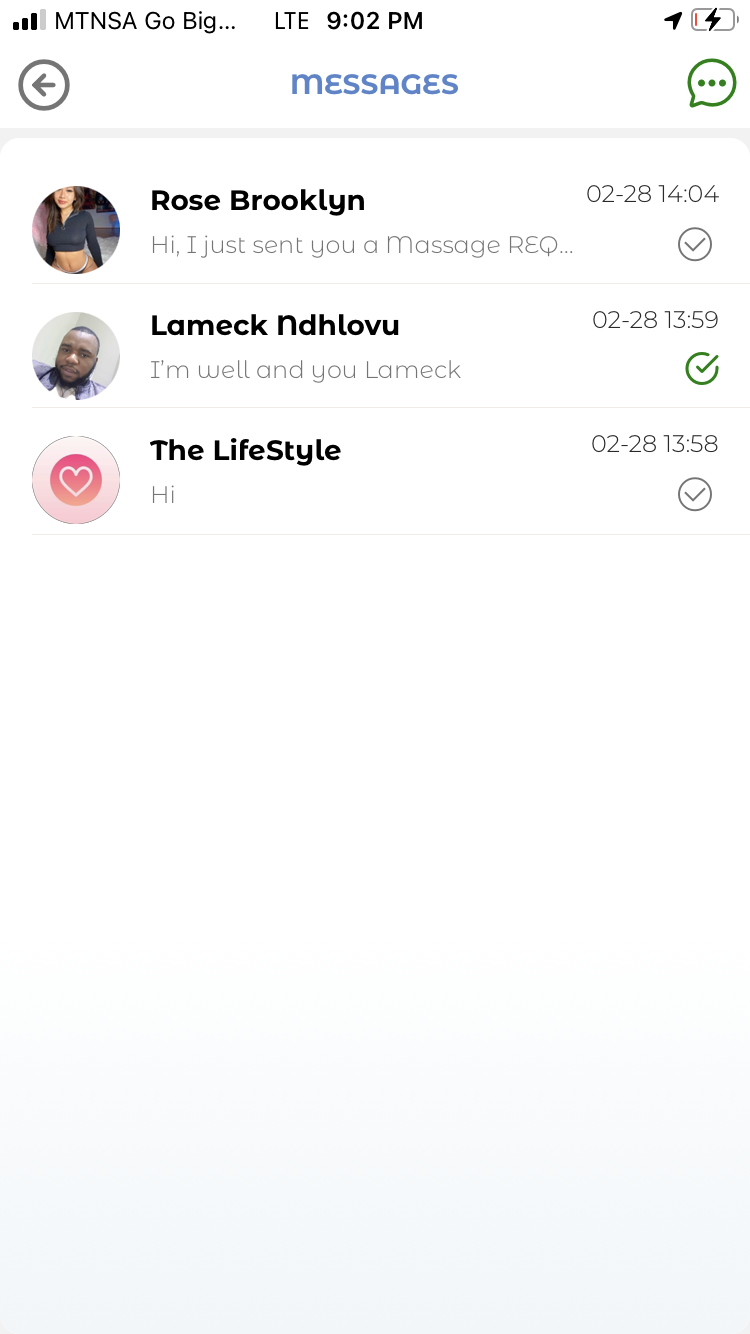 MTNSA Go Big... LTE 9:02 PM
MESSAGES
Rose Brooklyn 02-28 14:04
Hi, I just sent you a Massage REQ...
Lameck Ndhlovu 02-28 13:59
I'm well and you Lameck
The LifeStyle 02-28 13:58
Hi